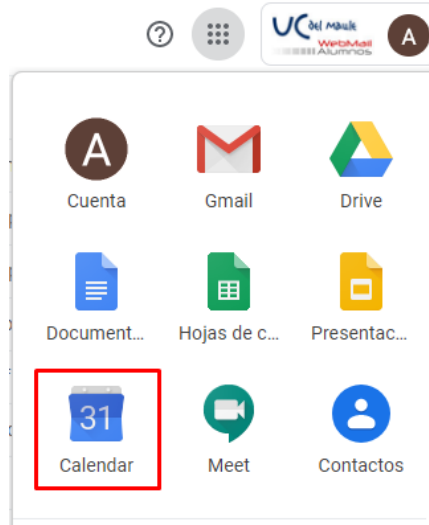 UC del Maule
WebMail
Alumnos
A
A
Cuenta
Gmail
Drive
Document...
Hojas de c...
Presentac...
31
Calendar
Meet
Contactos